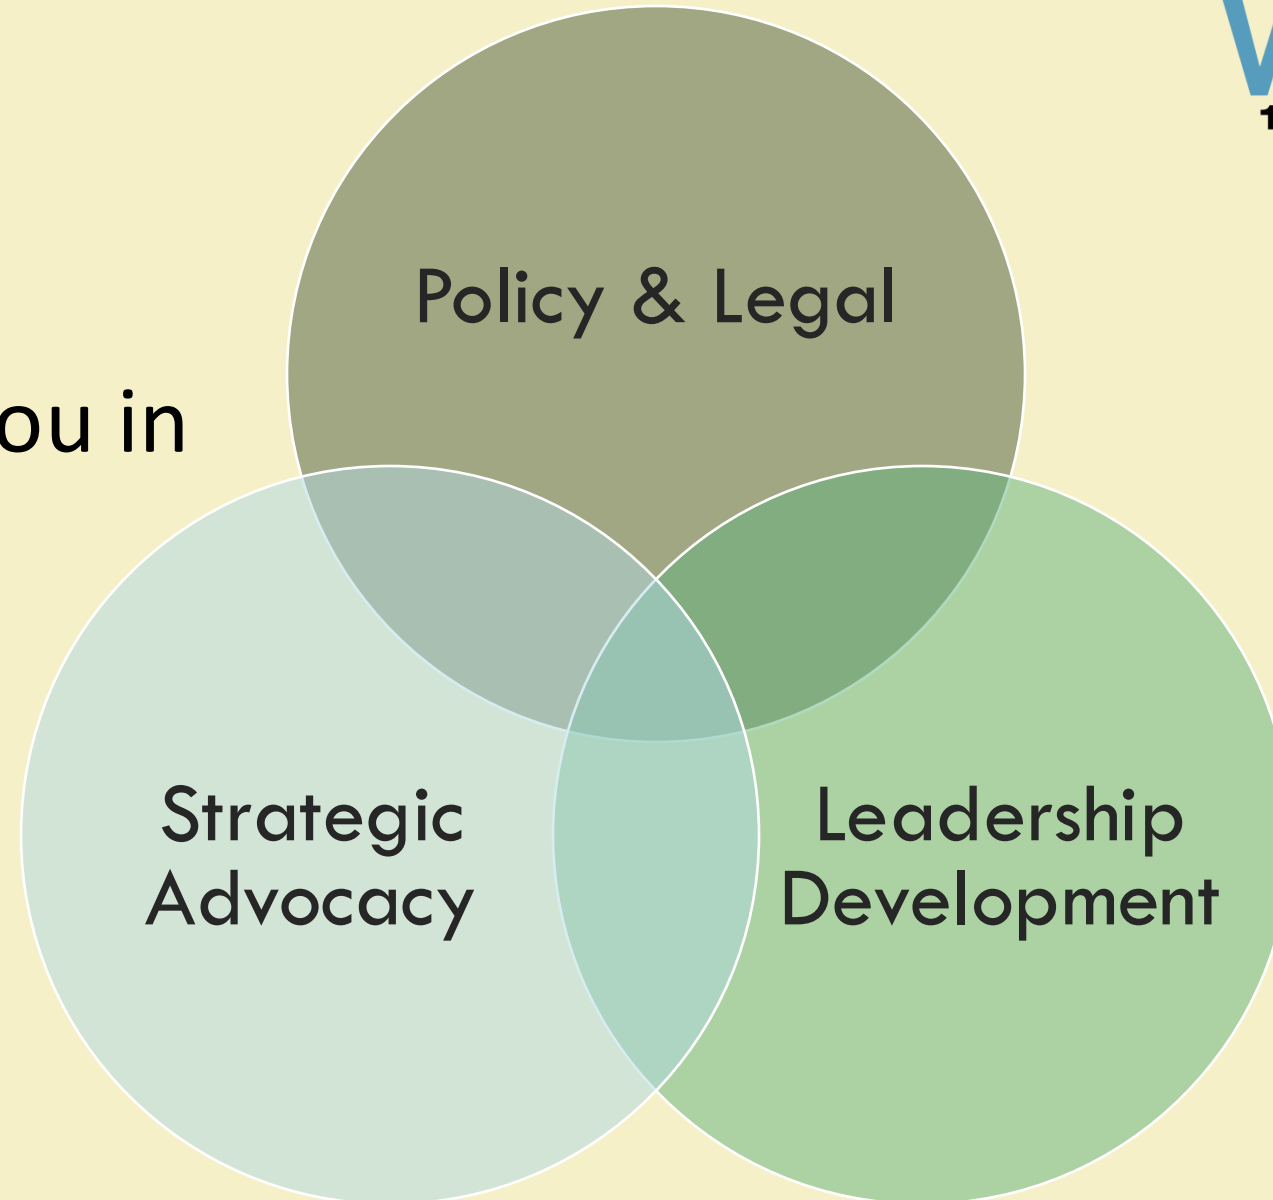 Policy & Legal
ou in
Strategic
Advocacy
Leadership
Development